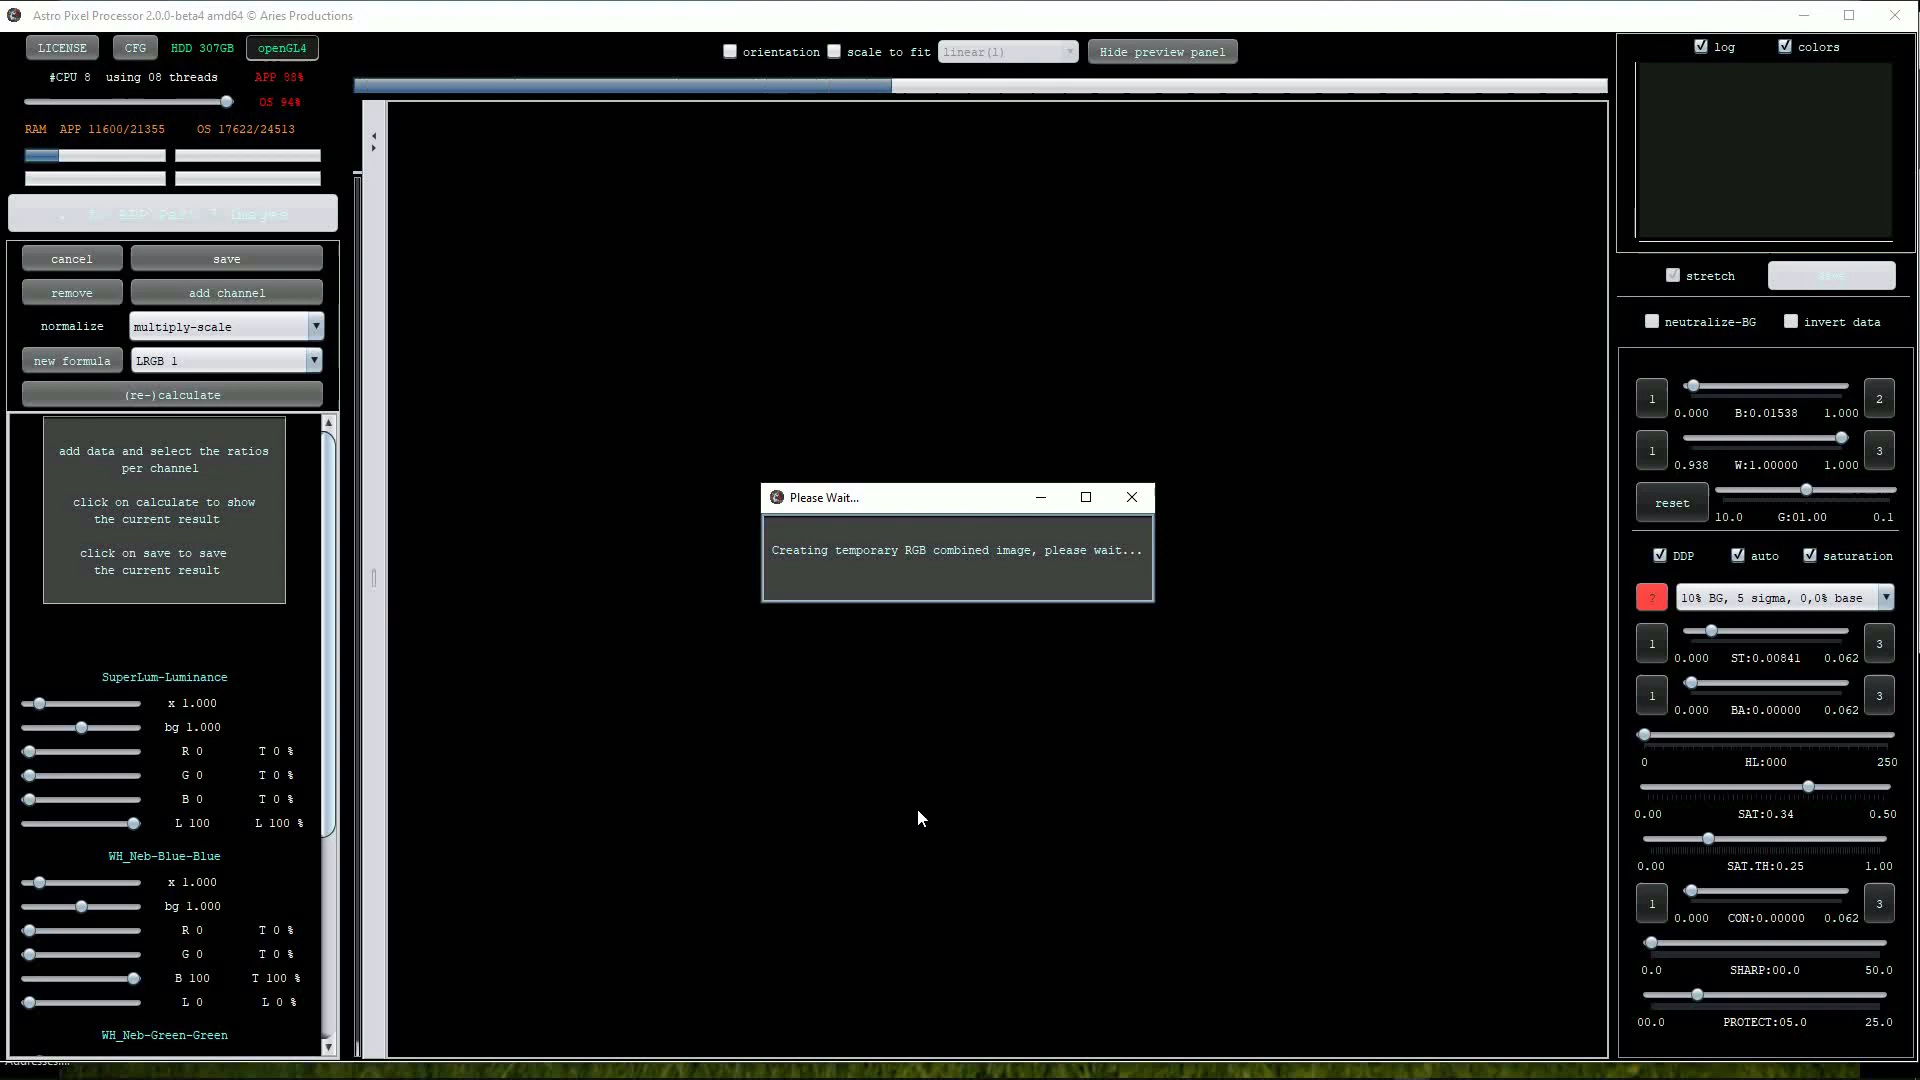 Astro Pixel Processor 2.0.0-beta4 amd64 © Aries Productions
LICENSE CFG HDD 307GB openGL4
#CPU 8 using 08 threads APP 88%
OS 94%
RAM APP 11600/21355 OS 17622/24513
cancel save
remove add channel
normalize multiply-scale
new formula LRGB 1
(re-)calculate
add data and select the ratios
per channel
click on calculate to show
the current result
click on save to save
the current result
SuperLum-Luminance
x 1.000
bg 1.000
R 0 T 0 %
G 0 T 0 %
B 0 T 0 %
L 100 L 100 %
WH_Neb-Blue-Blue
x 1.000
bg 1.000
R 0 T 0 %
G 0 T 0 %
B 100 T 100 %
L 0 L 0 %
WH_Neb-Green-Green
orientation scale to fit linear(1) Hide preview panel
Please Wait...
Creating temporary RGB combined image, please wait...
log colors
stretch
neutralize-BG invert data
1 2
0.000 B:0.01538 1.000
1 3
0.938 W:1.00000 1.000
reset
10.0 G:01.00 0.1
DDP auto saturation
? 10% BG, 5 sigma, 0,0% base
1 3
0.000 ST:0.00841 0.062
1 3
0.000 BA:0.00000 0.062
0 HL:000 250
0.00 SAT:0.34 0.50
0.00 SAT.TH:0.25 1.00
1 3
0.000 CON:0.00000 0.062
0.0 SHARP:00.0 50.0
00.0 PROTECT:05.0 25.0